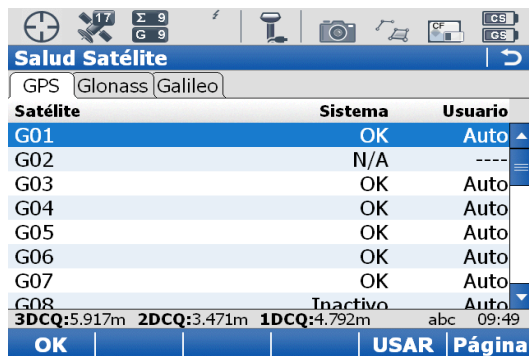 17 Σ 9 CF CS
G 9 GS
Salud Satélite
GPS Glonass Galileo
Satélite Sistema Usuario
G01 OK Auto
G02 N/A ----
G03 OK Auto
G04 OK Auto
G05 OK Auto
G06 OK Auto
G07 OK Auto
G08 Inactivo Auto
3DCQ:5.917m 2DCQ:3.471m 1DCQ:4.792m abc 09:49
OK USAR Página